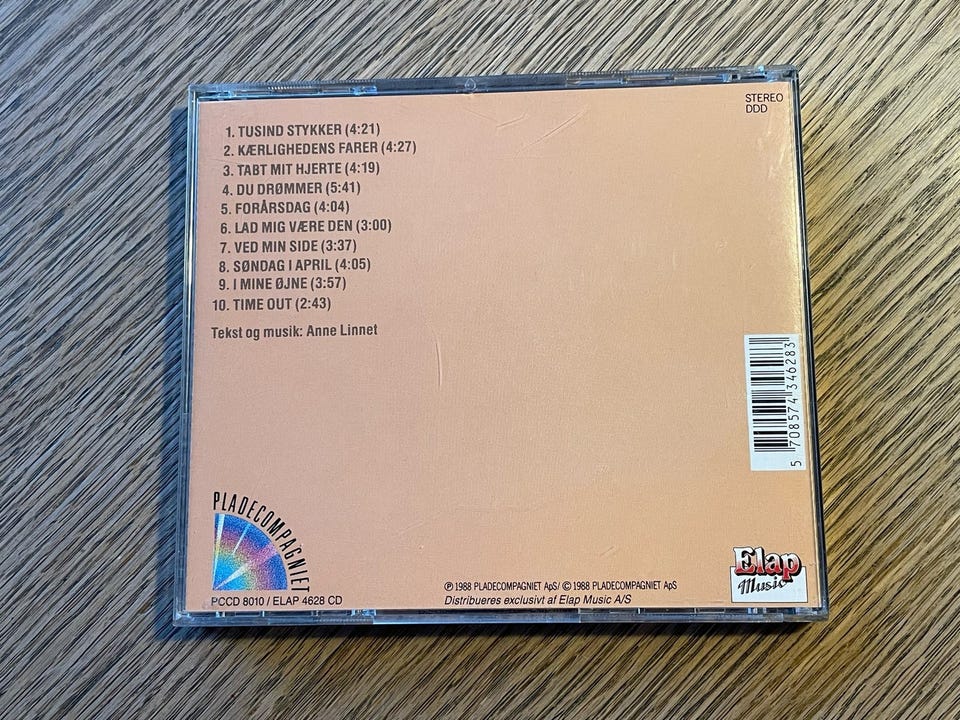 STEREO
DDD
1. TUSIND STYKKER (4:21)
2. KÆRLIGHEDENS FARER (4:27)
3. TABT MIT HJERTE (4:19)
4. DU DRØMMER (5:41)
5. FORÅRSDAG (4:04)
6. LAD MIG VÆRE DEN (3:00)
7. VED MIN SIDE (3:37)
8. SØNDAG I APRIL (4:05)
9. I MINE ØJNE (3:57)
10. TIME OUT (2:43)
Tekst og musik: Anne Linnet
5 708574 346283
PLADECOMPAGNIET
PCCD 8010 / ELAP 4628 CD
℗ 1988 PLADECOMPAGNIET ApS/ © 1988 PLADECOMPAGNIET ApS
Distribueres exclusivt af Elap Music A/S
Elap
Music